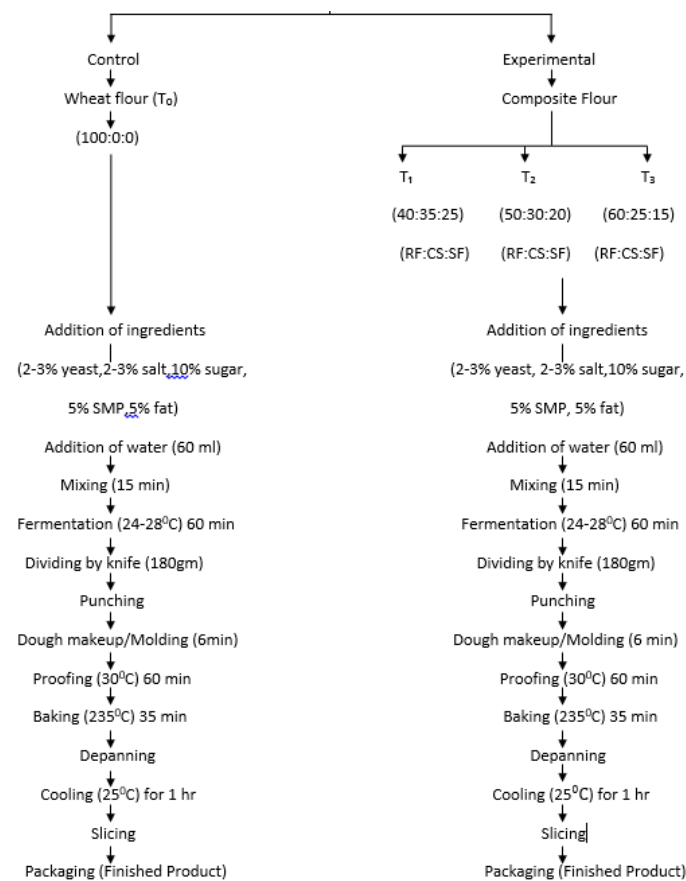 Control
Wheat flour (T₀)
(100:0:0)
Addition of ingredients
(2-3% yeast,2-3% salt,10% sugar,
5% SMP,5% fat)
Addition of water (60 ml)
Mixing (15 min)
Fermentation (24-28⁰C) 60 min
Dividing by knife (180gm)
Punching
Dough makeup/Molding (6min)
Proofing (30⁰C) 60 min
Baking (235⁰C) 35 min
Depanning
Cooling (25⁰C) for 1 hr
Slicing
Packaging (Finished Product)
Experimental
Composite Flour
T₁ T₂ T₃
(40:35:25) (50:30:20) (60:25:15)
(RF:CS:SF) (RF:CS:SF) (RF:CS:SF)
Addition of ingredients
(2-3% yeast, 2-3% salt,10% sugar,
5% SMP, 5% fat)
Addition of water (60 ml)
Mixing (15 min)
Fermentation (24-28⁰C) 60 min
Dividing by knife (180gm)
Punching
Dough makeup/Molding (6 min)
Proofing (30⁰C) 60 min
Baking (235⁰C) 35 min
Depanning
Cooling (25⁰C) for 1 hr
Slicing
Packaging (Finished Product)